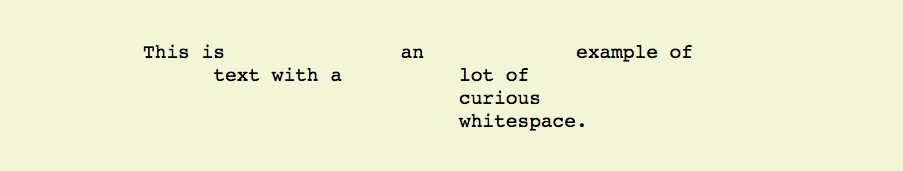 This is               an             example of
      text with a          lot of
                           curious
                           whitespace.